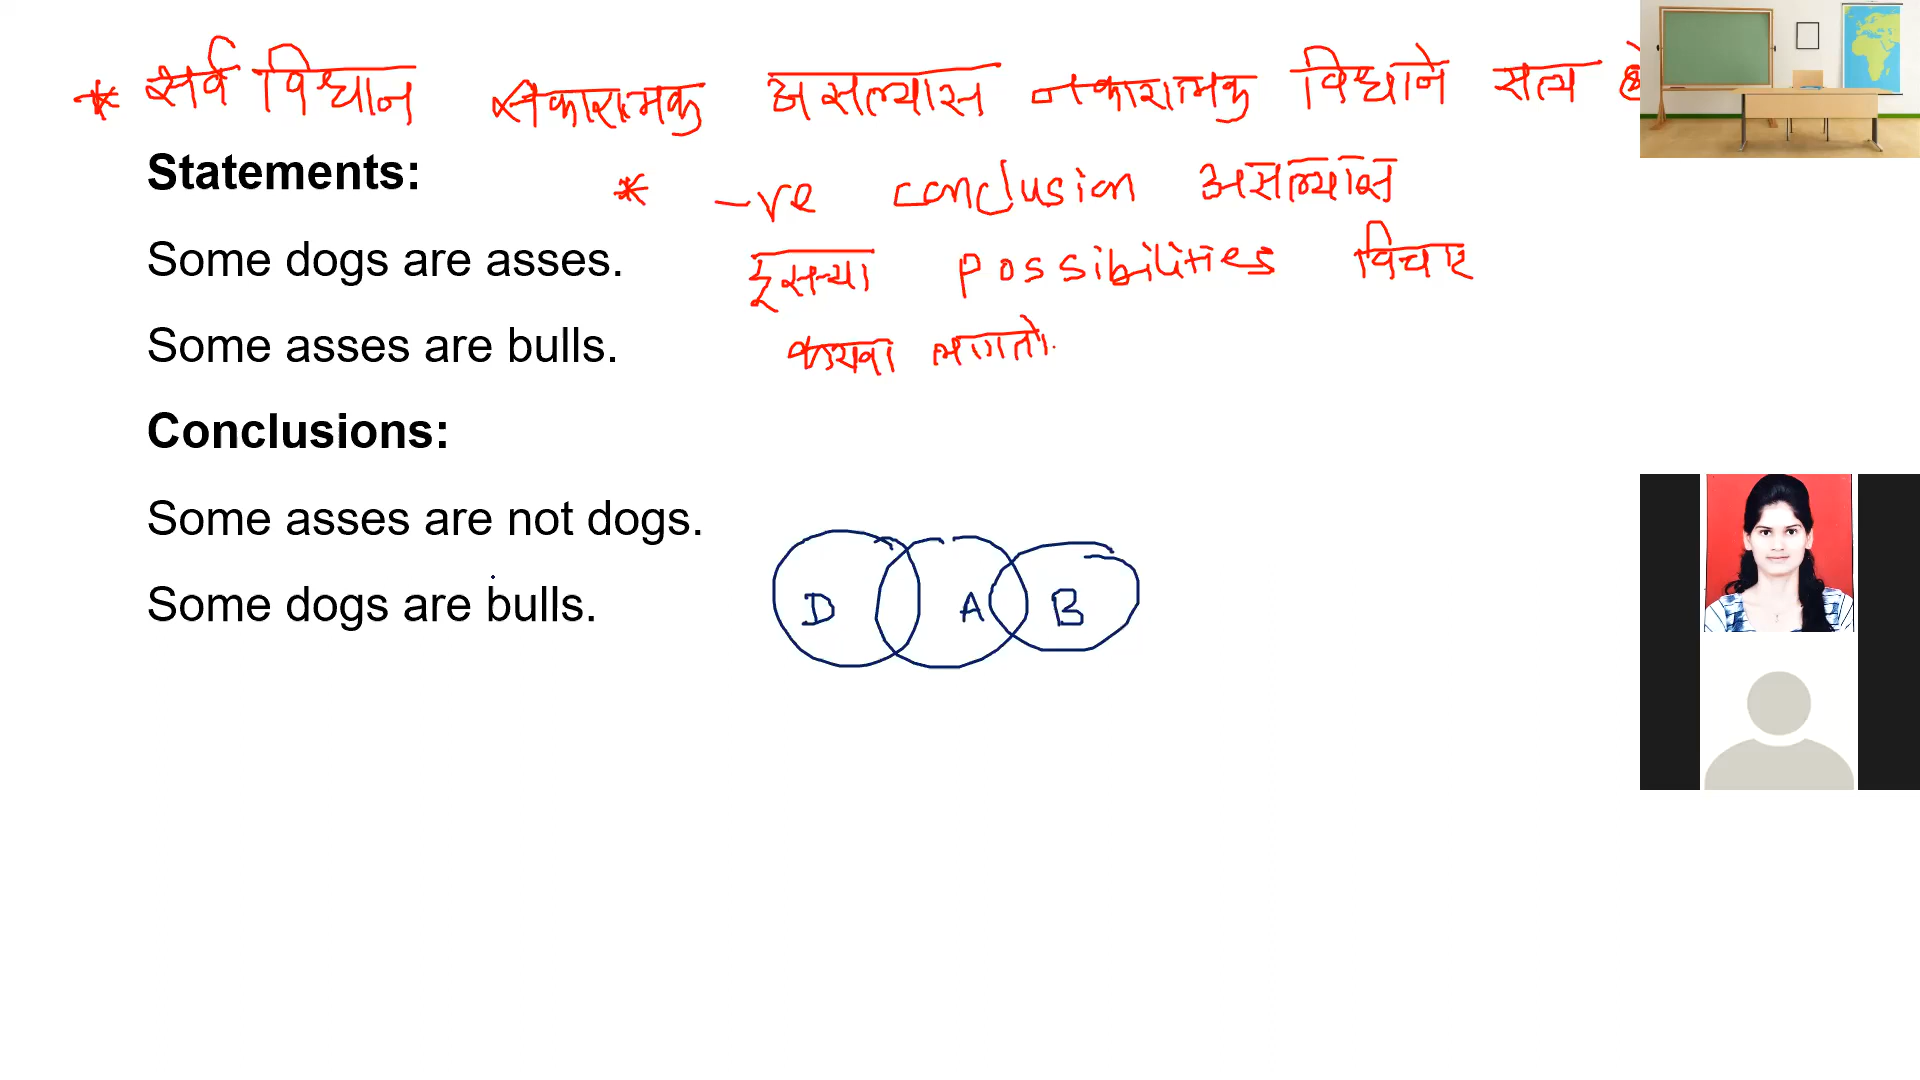 * सर्व विधान सकारात्मक असल्यास नकारात्मक विधाने सत्य
Statements:
* -ve conclusion असल्यास
Some dogs are asses.
दुसऱ्या possibilities विचार
Some asses are bulls.
करावा लागतो.
Conclusions:
Some asses are not dogs.
Some dogs are bulls.
D A B